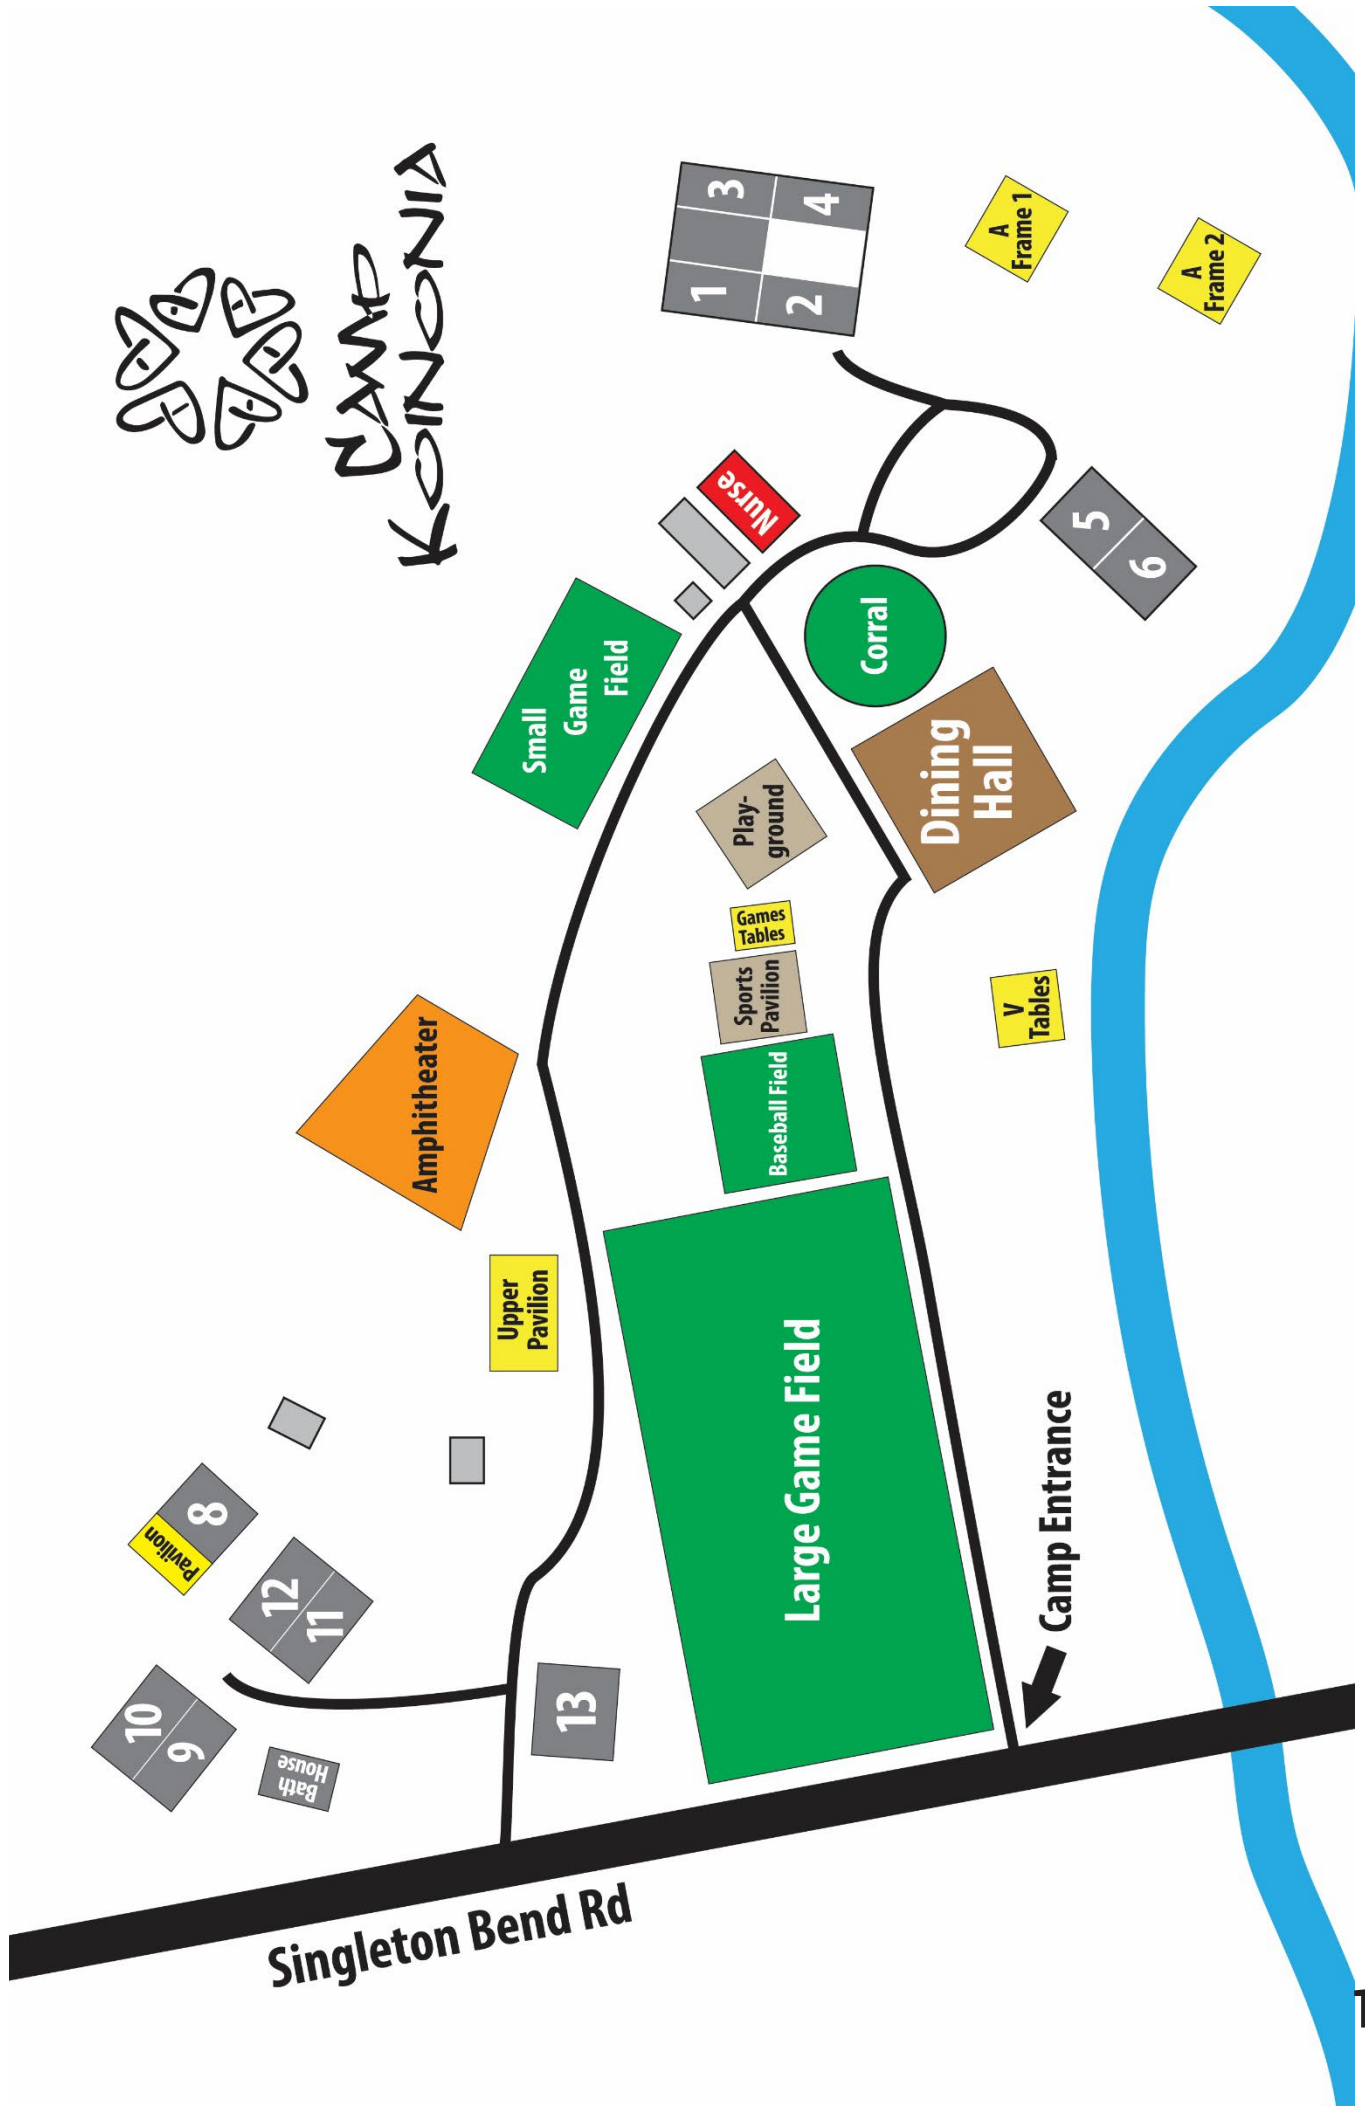 CAMP
KOINONIA
3
4
1
2
A
Frame 1
A
Frame 2
Nurse
5
6
Corral
Small
Game
Field
Dining
Hall
Play-
ground
Games
Tables
Sports
Pavilion
V
Tables
Baseball Field
Amphitheater
Upper
Pavilion
Large Game Field
Camp Entrance
8
Pavilion
12
11
10
9
Bath
House
13
Singleton Bend Rd